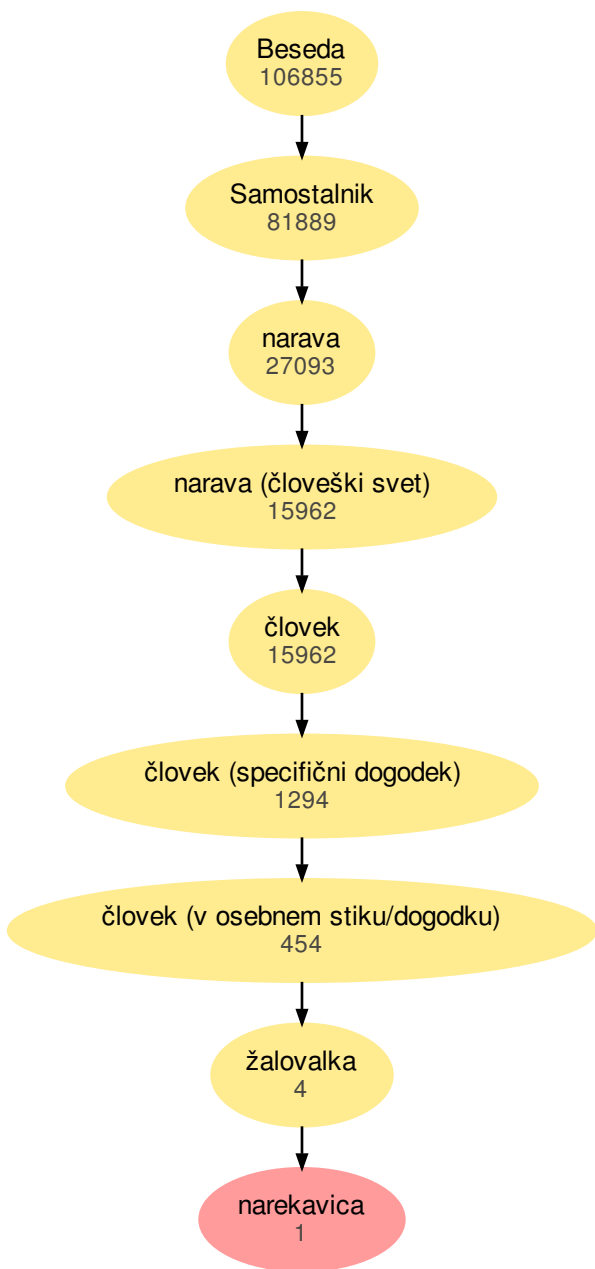 Beseda
106855
Samostalnik
81889
narava
27093
narava (človeški svet)
15962
človek
15962
človek (specifični dogodek)
1294
človek (v osebnem stiku/dogodku)
454
žalovalka
4
narekavica
1